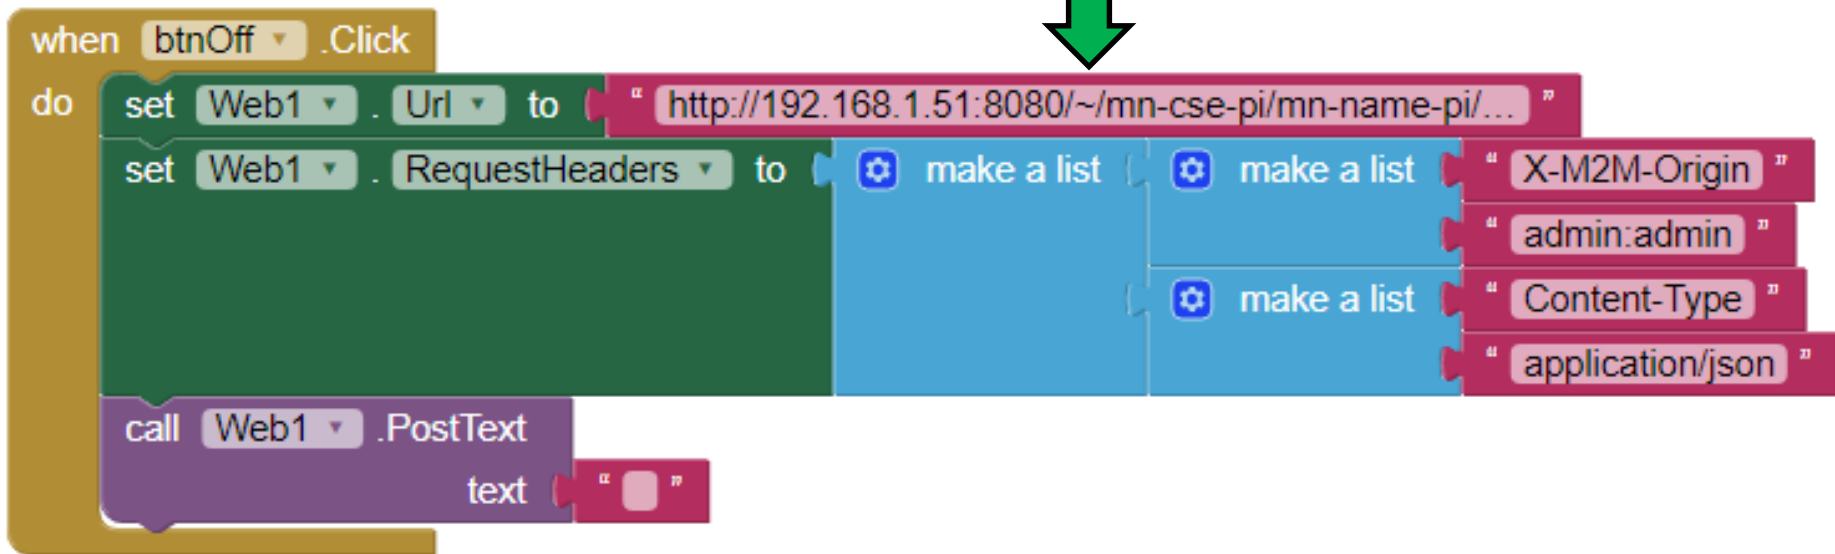 when btnOff .Click
do set Web1 . Url to “ http://192.168.1.51:8080/~/mn-cse-pi/mn-name-pi/... ”
set Web1 . RequestHeaders to make a list make a list “ X-M2M-Origin ”
“ admin:admin ”
make a list “ Content-Type ”
“ application/json ”
call Web1 .PostText
text “ ”